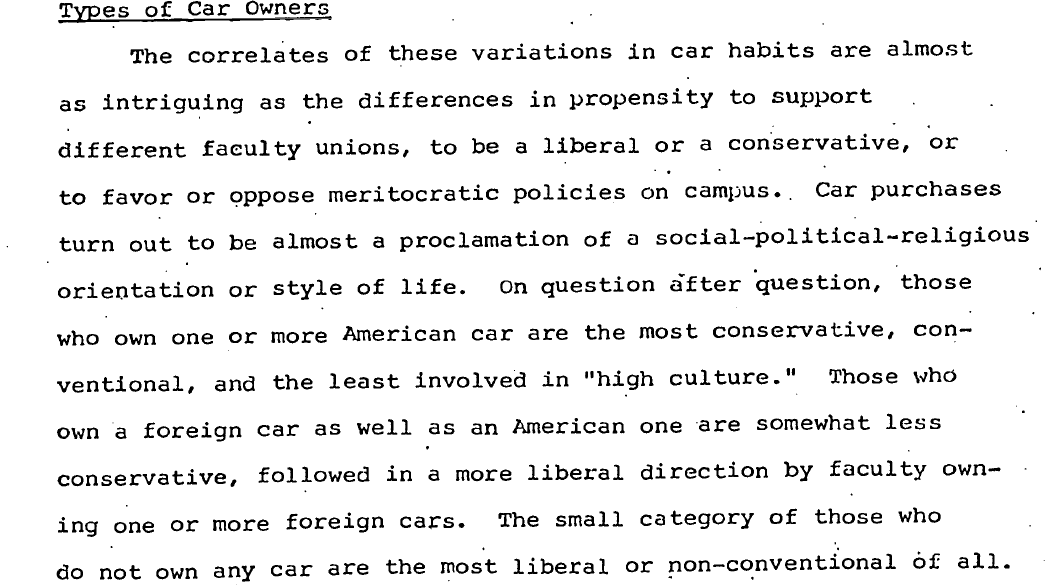 Types of Car Owners
The correlates of these variations in car habits are almost
as intriguing as the differences in propensity to support
different faculty unions, to be a liberal or a conservative, or
to favor or oppose meritocratic policies on campus. Car purchases
turn out to be almost a proclamation of a social-political-religious
orientation or style of life. On question after question, those
who own one or more American car are the most conservative, con-
ventional, and the least involved in "high culture." Those who
own a foreign car as well as an American one are somewhat less
conservative, followed in a more liberal direction by faculty own-
ing one or more foreign cars. The small category of those who
do not own any car are the most liberal or non-conventional of all.